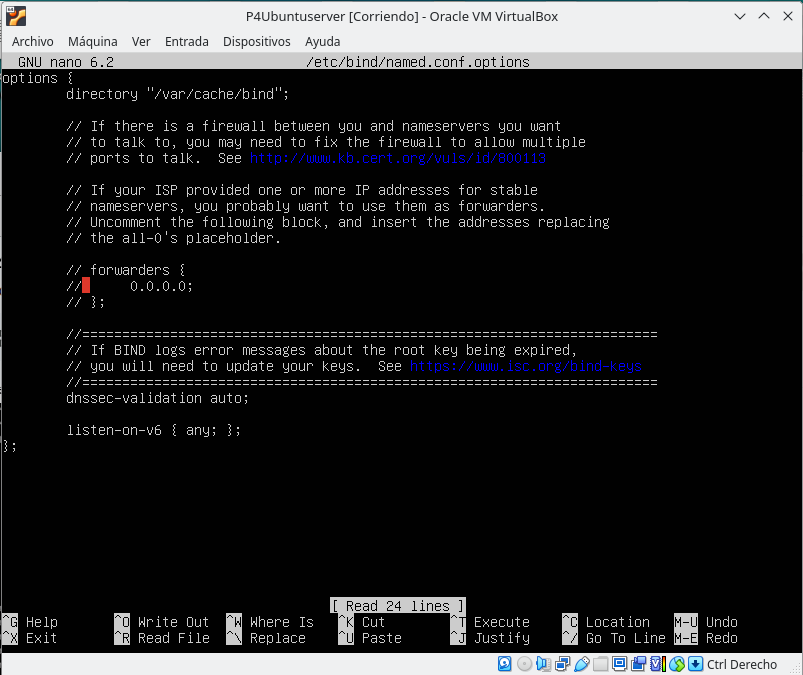 P4Ubuntuserver [Corriendo] - Oracle VM VirtualBox
Archivo Máquina Ver Entrada Dispositivos Ayuda
GNU nano 6.2 /etc/bind/named.conf.options
options {
directory "/var/cache/bind";
// If there is a firewall between you and nameservers you want
// to talk to, you may need to fix the firewall to allow multiple
// ports to talk. See http://www.kb.cert.org/vuls/id/800113
// If your ISP provided one or more IP addresses for stable
// nameservers, you probably want to use them as forwarders.
// Uncomment the following block, and insert the addresses replacing
// the all-0's placeholder.
// forwarders {
// 0.0.0.0;
// };
//========================================================================
// If BIND logs error messages about the root key being expired,
// you will need to update your keys. See https://www.isc.org/bind-keys
//========================================================================
dnssec-validation auto;
listen-on-v6 { any; };
};
[ Read 24 lines ]
^G Help ^O Write Out ^W Where Is ^K Cut ^T Execute ^C Location M-U Undo
^X Exit ^R Read File ^\ Replace ^U Paste ^J Justify ^/ Go To Line M-E Redo
Ctrl Derecho